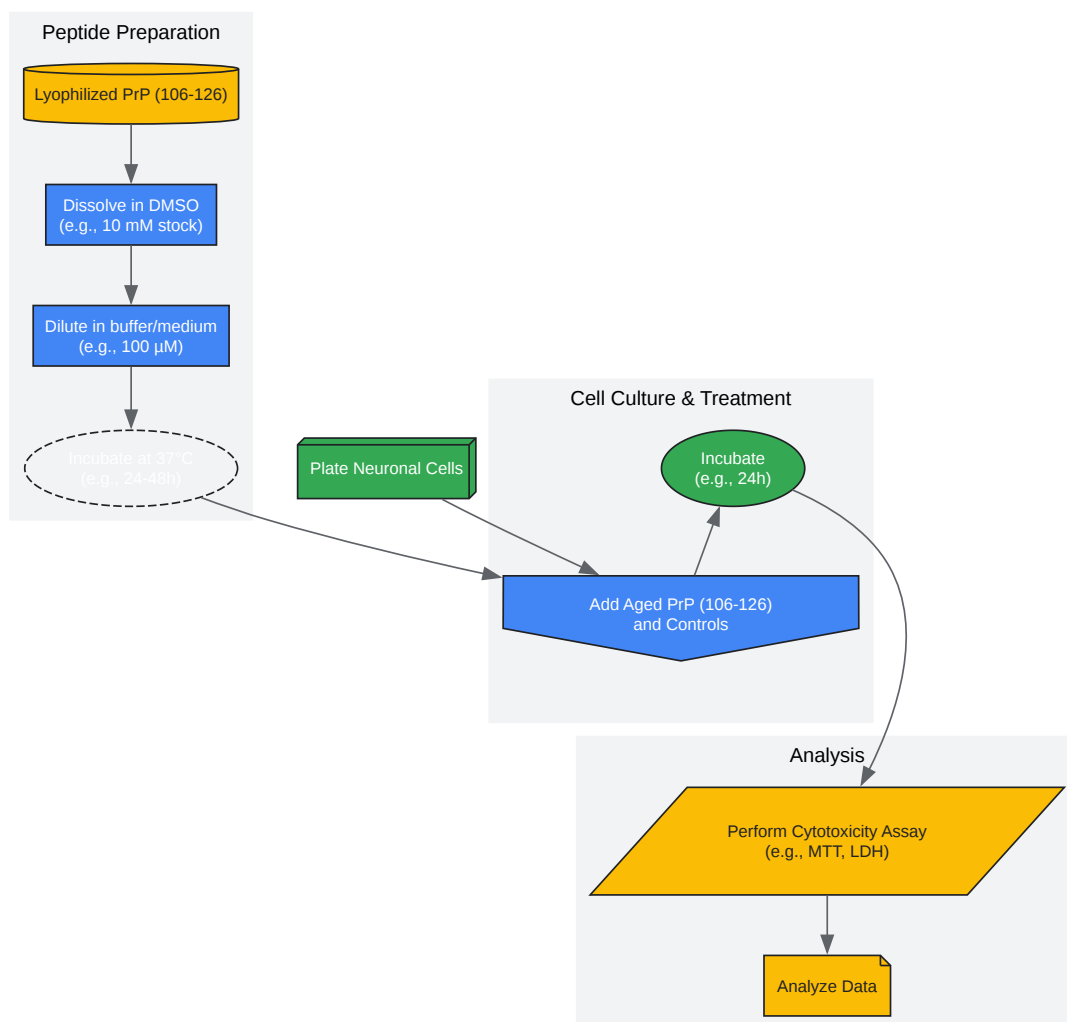 Peptide Preparation
Lyophilized PrP (106-126)
Dissolve in DMSO
(e.g., 10 mM stock)
Dilute in buffer/medium
(e.g., 100 µM)
Incubate at 37°C
(e.g., 24-48h)
Plate Neuronal Cells
Cell Culture & Treatment
Incubate
(e.g., 24h)
Add Aged PrP (106-126)
and Controls
Analysis
Perform Cytotoxicity Assay
(e.g., MTT, LDH)
Analyze Data